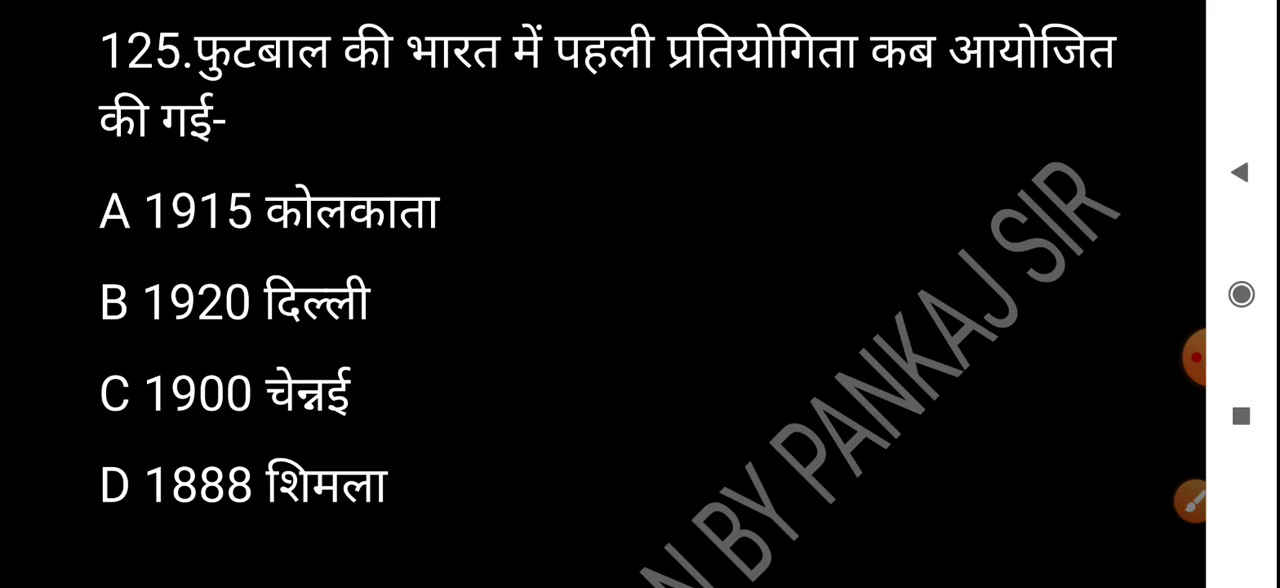 125.फुटबाल की भारत में पहली प्रतियोगिता कब आयोजित
की गई-
A 1915 कोलकाता
B 1920 दिल्ली
C 1900 चेन्नई
D 1888 शिमला
BY PANKAJ SIR